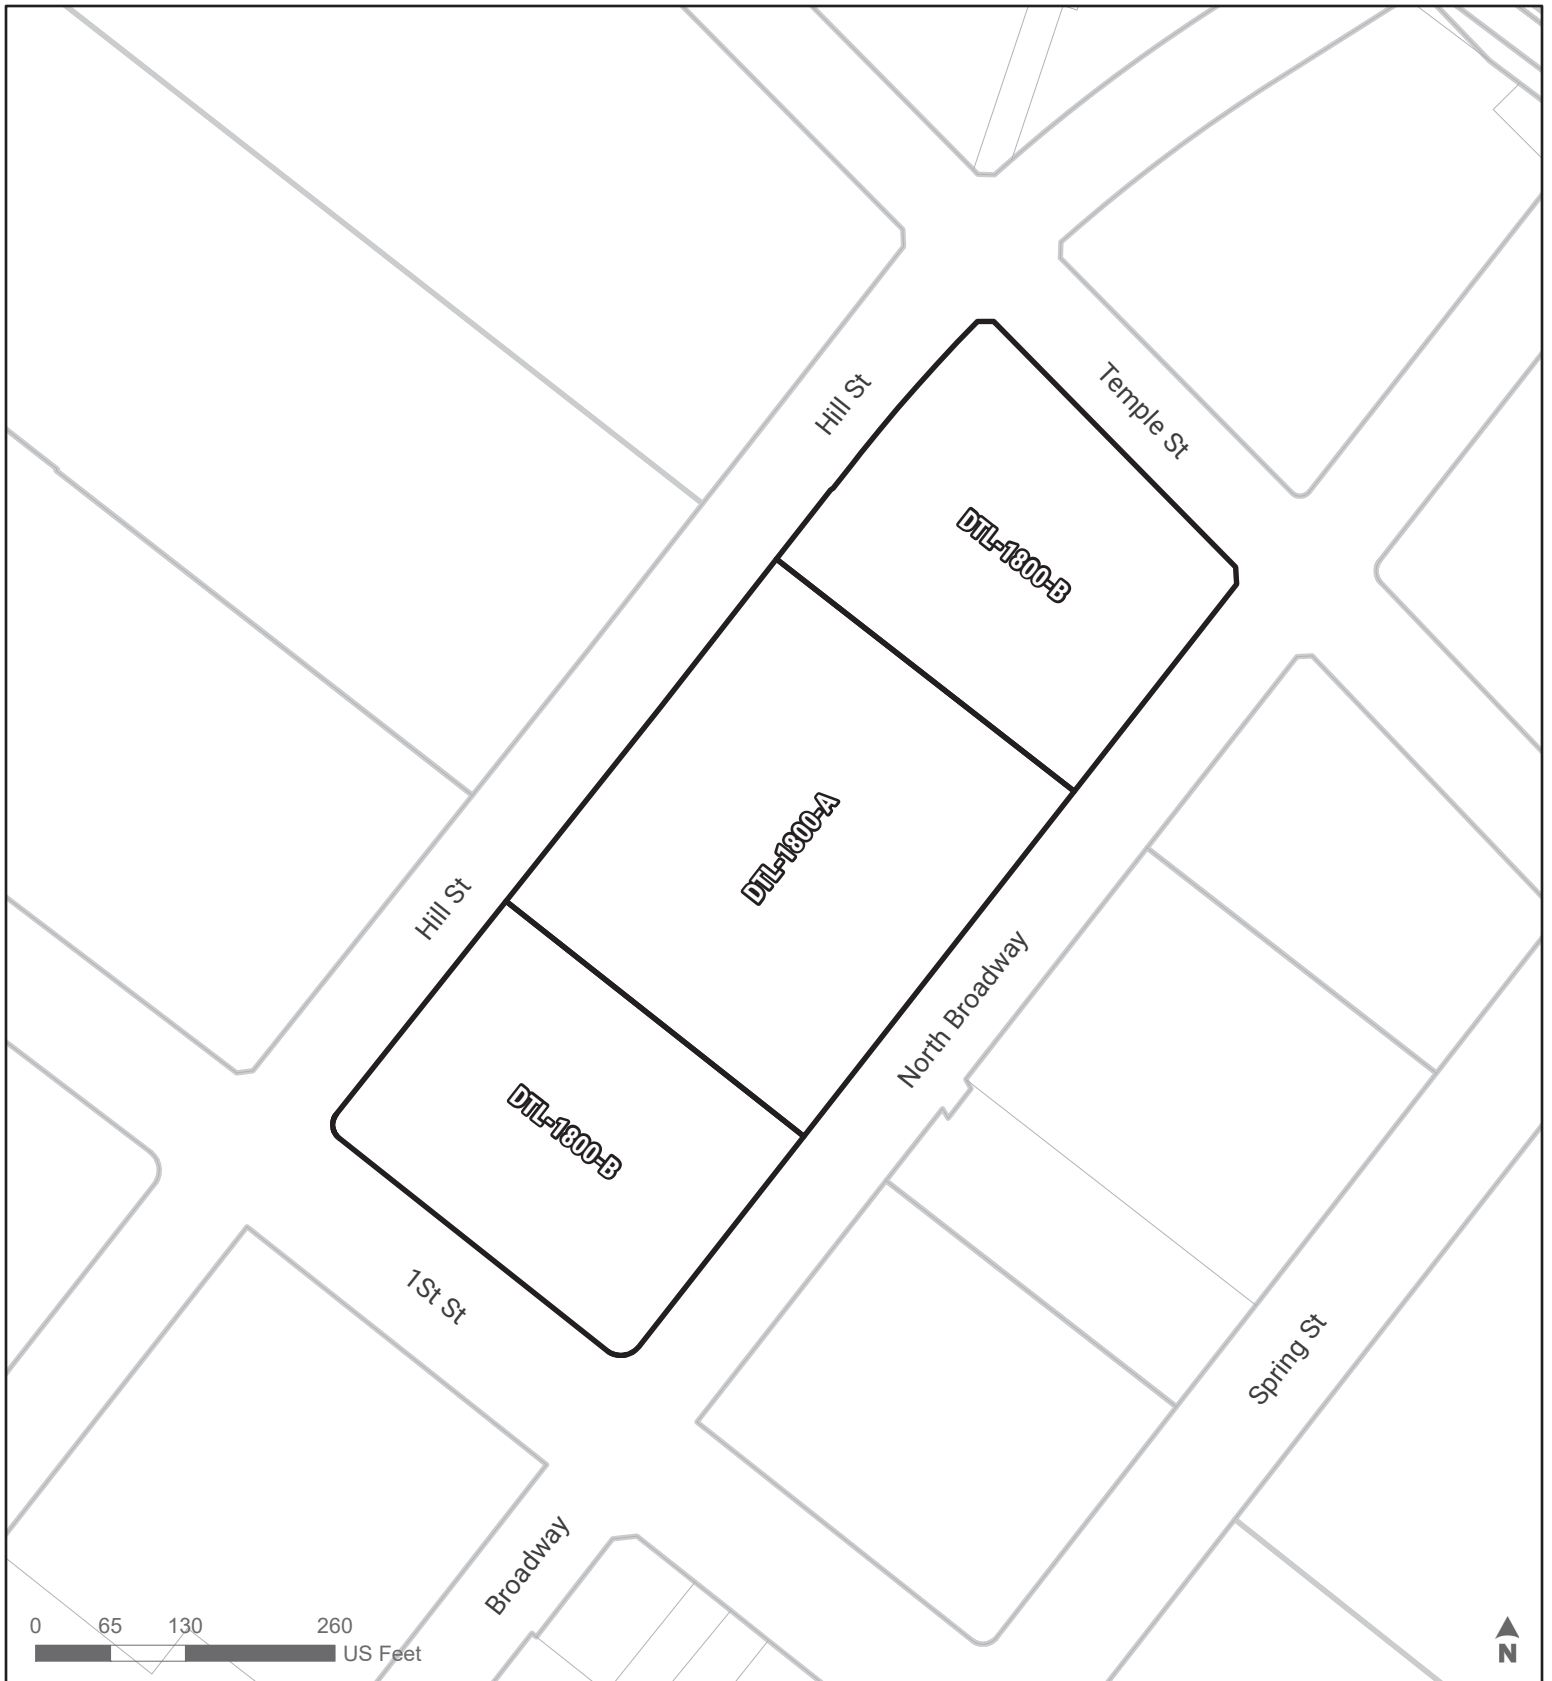 Hill St
Temple St
DTL-1800-B
DTL-1800-A
Hill St
North Broadway
DTL-1800-B
1St St
Spring St
Broadway
0 65 130 260
US Feet
N